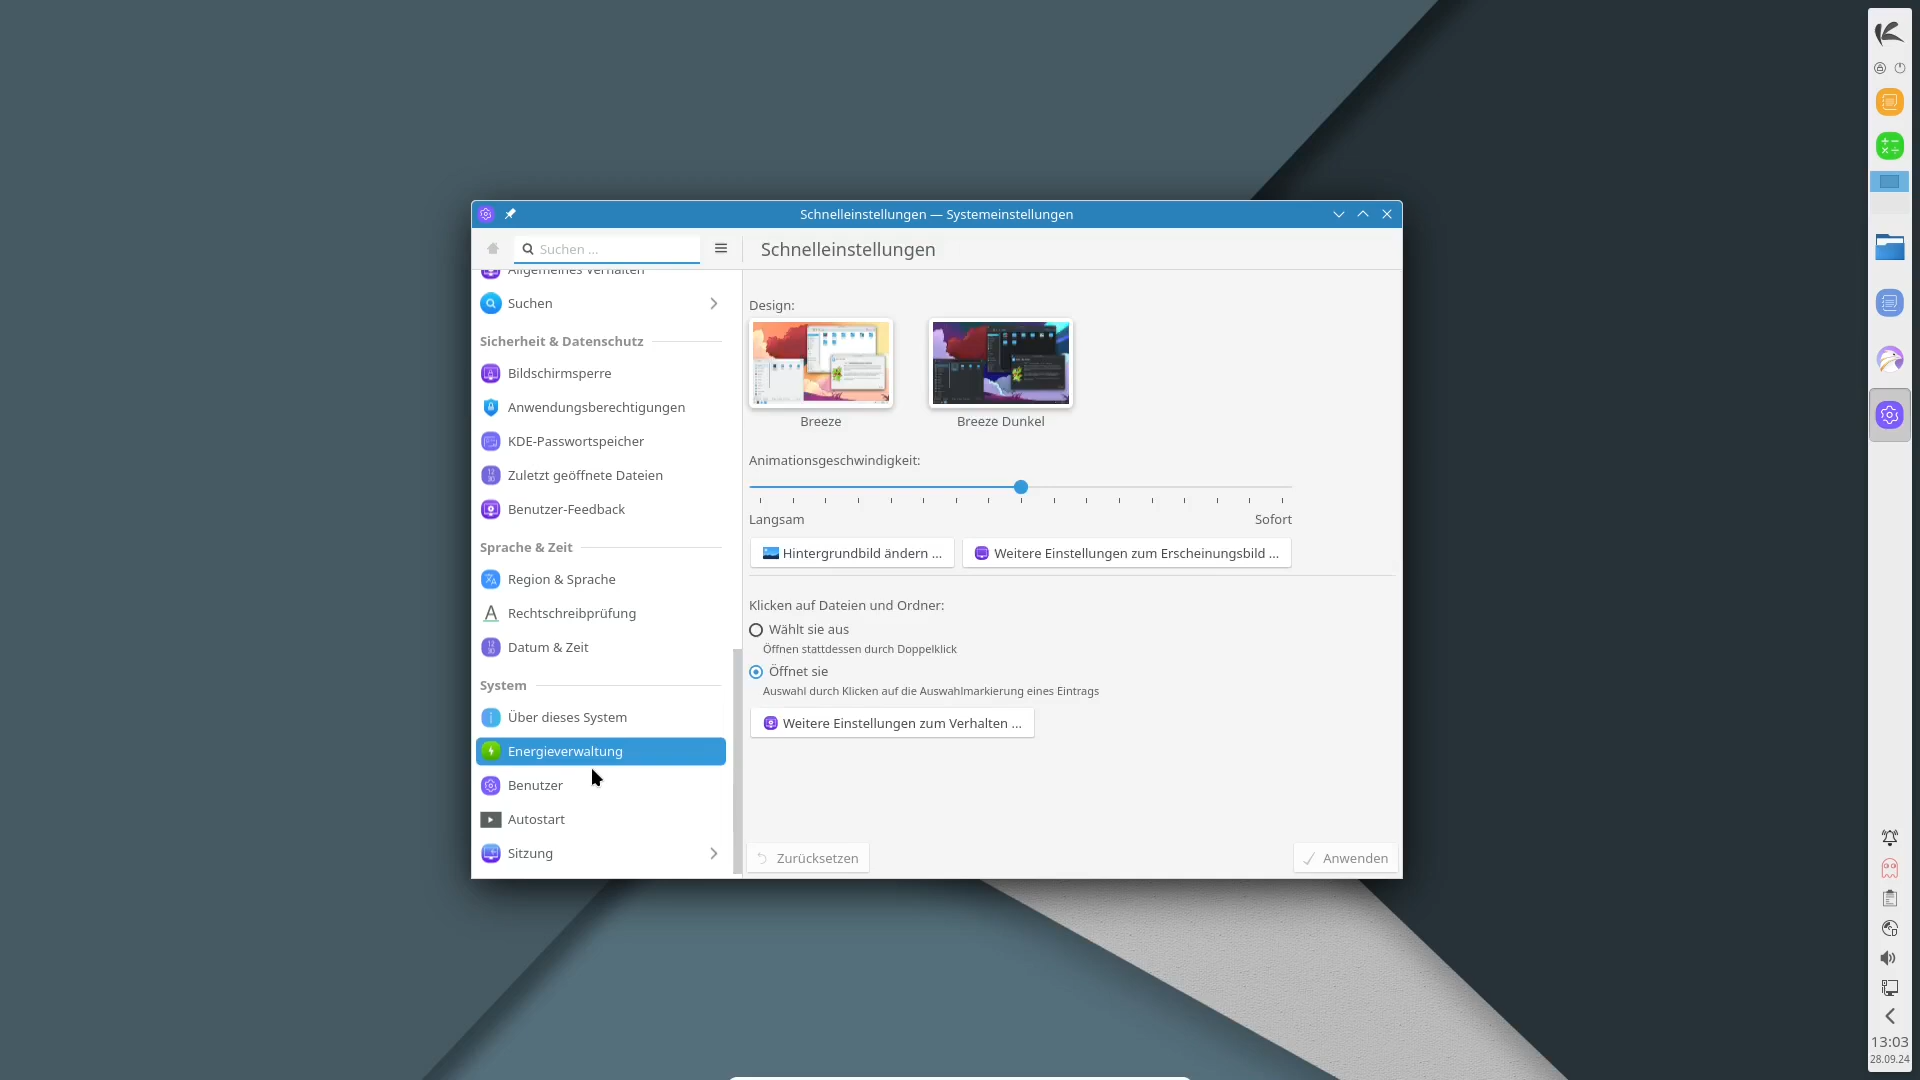 Schnelleinstellungen — Systemeinstellungen
Suchen ...
Schnelleinstellungen
Allgemeines Verhalten
Suchen
Sicherheit & Datenschutz
Bildschirmsperre
Anwendungsberechtigungen
KDE-Passwortspeicher
Zuletzt geöffnete Dateien
Benutzer-Feedback
Sprache & Zeit
Region & Sprache
Rechtschreibprüfung
Datum & Zeit
System
Über dieses System
Energieverwaltung
Benutzer
Autostart
Sitzung
Design:
Breeze
Breeze Dunkel
Animationsgeschwindigkeit:
Langsam
Sofort
Hintergrundbild ändern ...
Weitere Einstellungen zum Erscheinungsbild ...
Klicken auf Dateien und Ordner:
Wählt sie aus
Öffnen stattdessen durch Doppelklick
Öffnet sie
Auswahl durch Klicken auf die Auswahlmarkierung eines Eintrags
Weitere Einstellungen zum Verhalten ...
Zurücksetzen
Anwenden
13:03
28.09.24